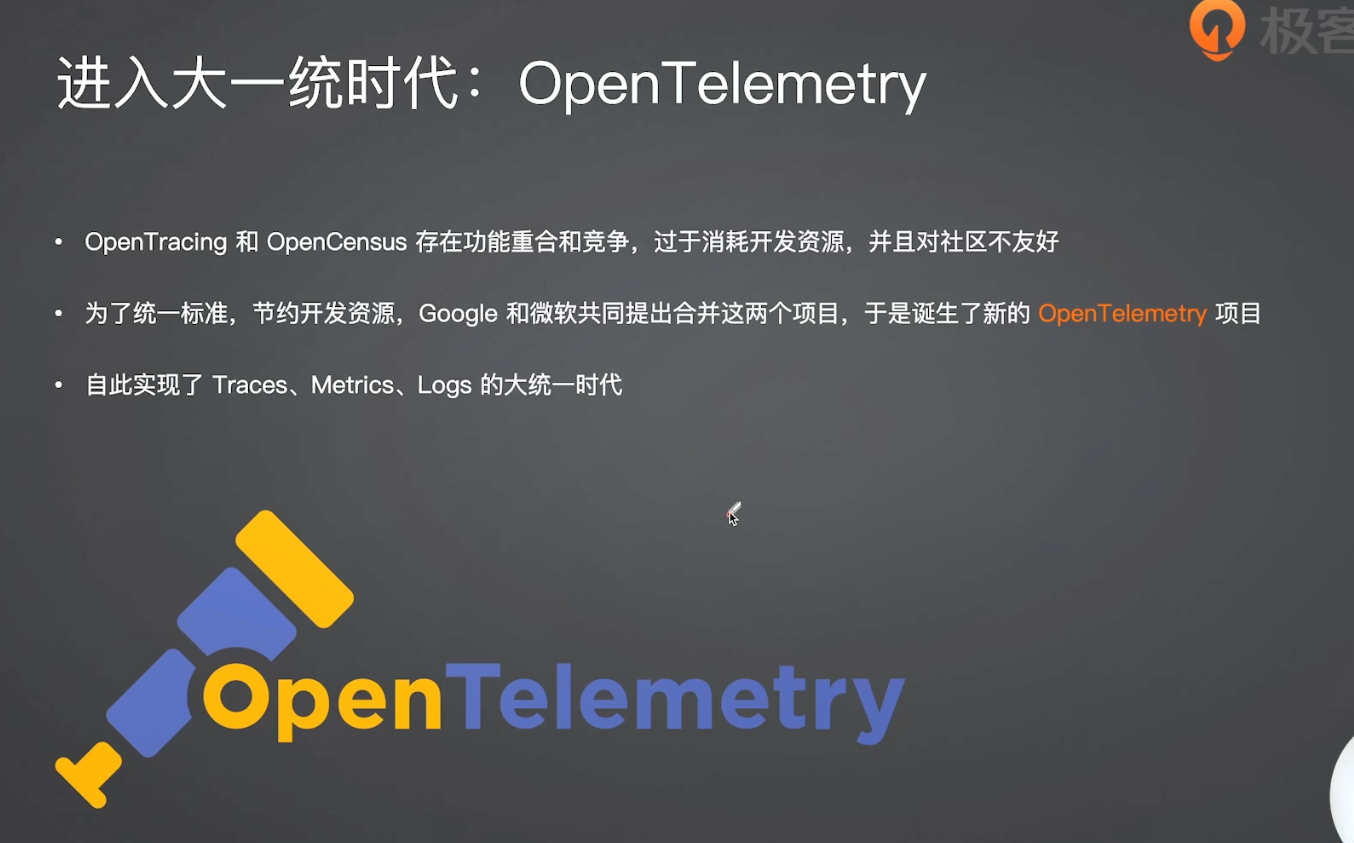 极客
进入大一统时代：OpenTelemetry
• OpenTracing 和 OpenCensus 存在功能重合和竞争，过于消耗开发资源，并且对社区不友好
• 为了统一标准，节约开发资源，Google 和微软共同提出合并这两个项目，于是诞生了新的 OpenTelemetry 项目
• 自此实现了 Traces、Metrics、Logs 的大统一时代
OpenTelemetry